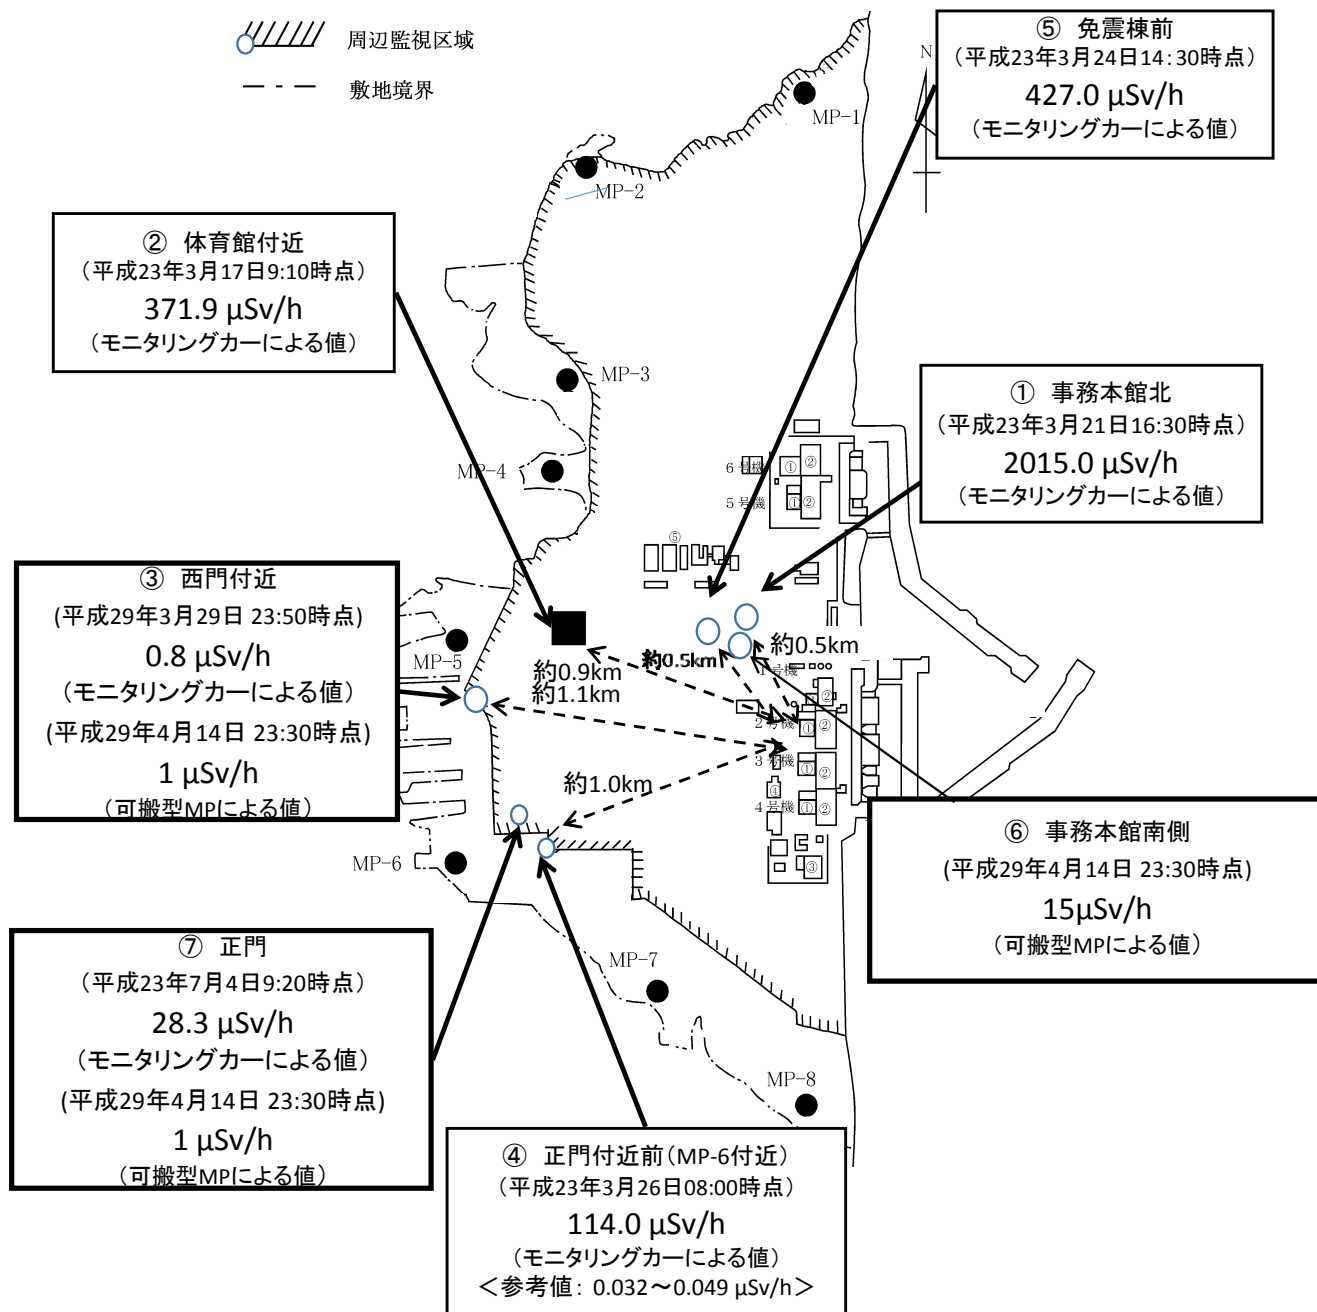 周辺監視区域
敷地境界
⑤ 免震棟前
（平成23年3月24日14：30時点）
427.0 μSv/h
（モニタリングカーによる値）
N
MP-1
MP-2
② 体育館付近
（平成23年3月17日9:10時点）
371.9 μSv/h
（モニタリングカーによる値）
MP-3
① 事務本館北
（平成23年3月21日16:30時点）
2015.0 μSv/h
（モニタリングカーによる値）
MP-4
6号機
①
②
5号機
①
②
⑤
③ 西門付近
(平成29年3月29日 23:50時点)
0.8 μSv/h
（モニタリングカーによる値）
(平成29年4月14日 23:30時点)
1 μSv/h
（可搬型MPによる値）
MP-5
約0.9km
約1.1km
約0.5km
約0.5km
1号機
②
2号機
①
②
3号機
①
②
④
4号機
①
②
③
約1.0km
MP-6
⑥ 事務本館南側
(平成29年4月14日 23:30時点)
15μSv/h
（可搬型MPによる値）
⑦ 正門
（平成23年7月4日9:20時点）
28.3 μSv/h
（モニタリングカーによる値）
(平成29年4月14日 23:30時点)
1 μSv/h
（可搬型MPによる値）
MP-7
MP-8
④ 正門付近前（MP-6付近）
（平成23年3月26日08:00時点）
114.0 μSv/h
（モニタリングカーによる値）
＜参考値： 0.032～0.049 μSv/h＞